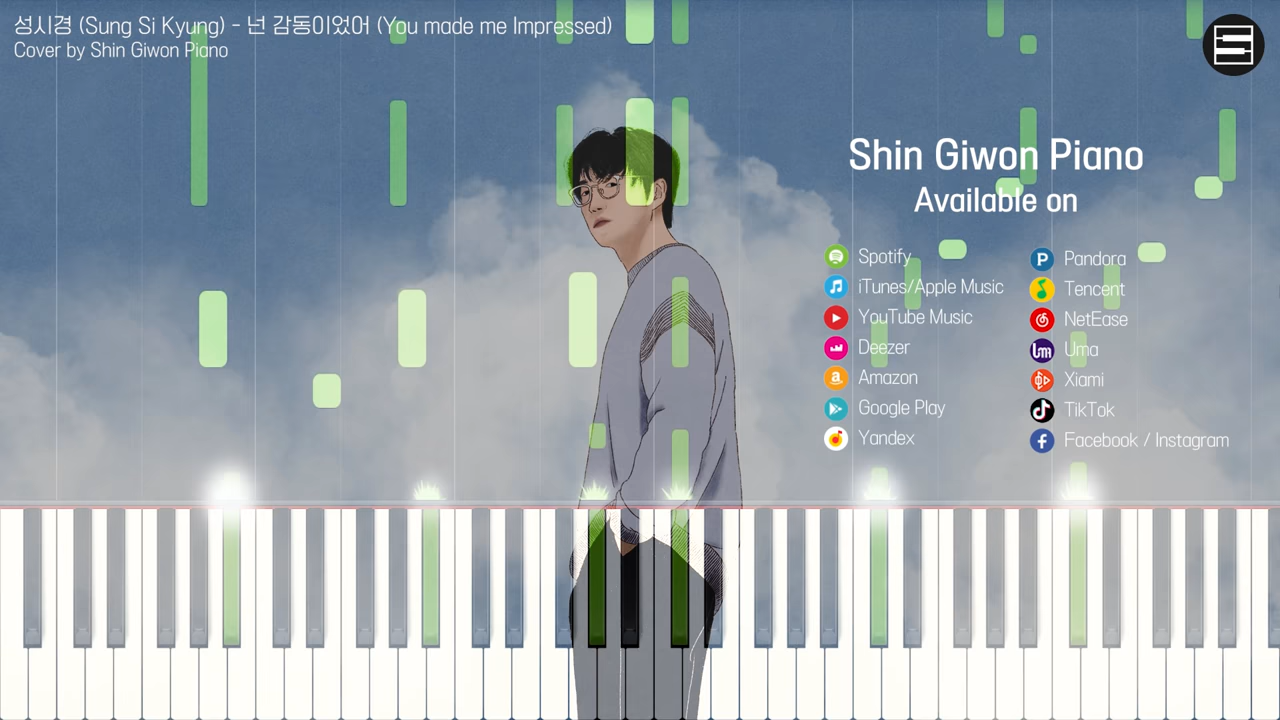 성시경 (Sung Si Kyung) - 넌 감동이었어 (You made me Impressed)
Cover by Shin Giwon Piano
Shin Giwon Piano
Available on
Spotify
iTunes/Apple Music
YouTube Music
Deezer
Amazon
Google Play
Yandex
Pandora
Tencent
NetEase
Uma
Xiami
TikTok
Facebook / Instagram